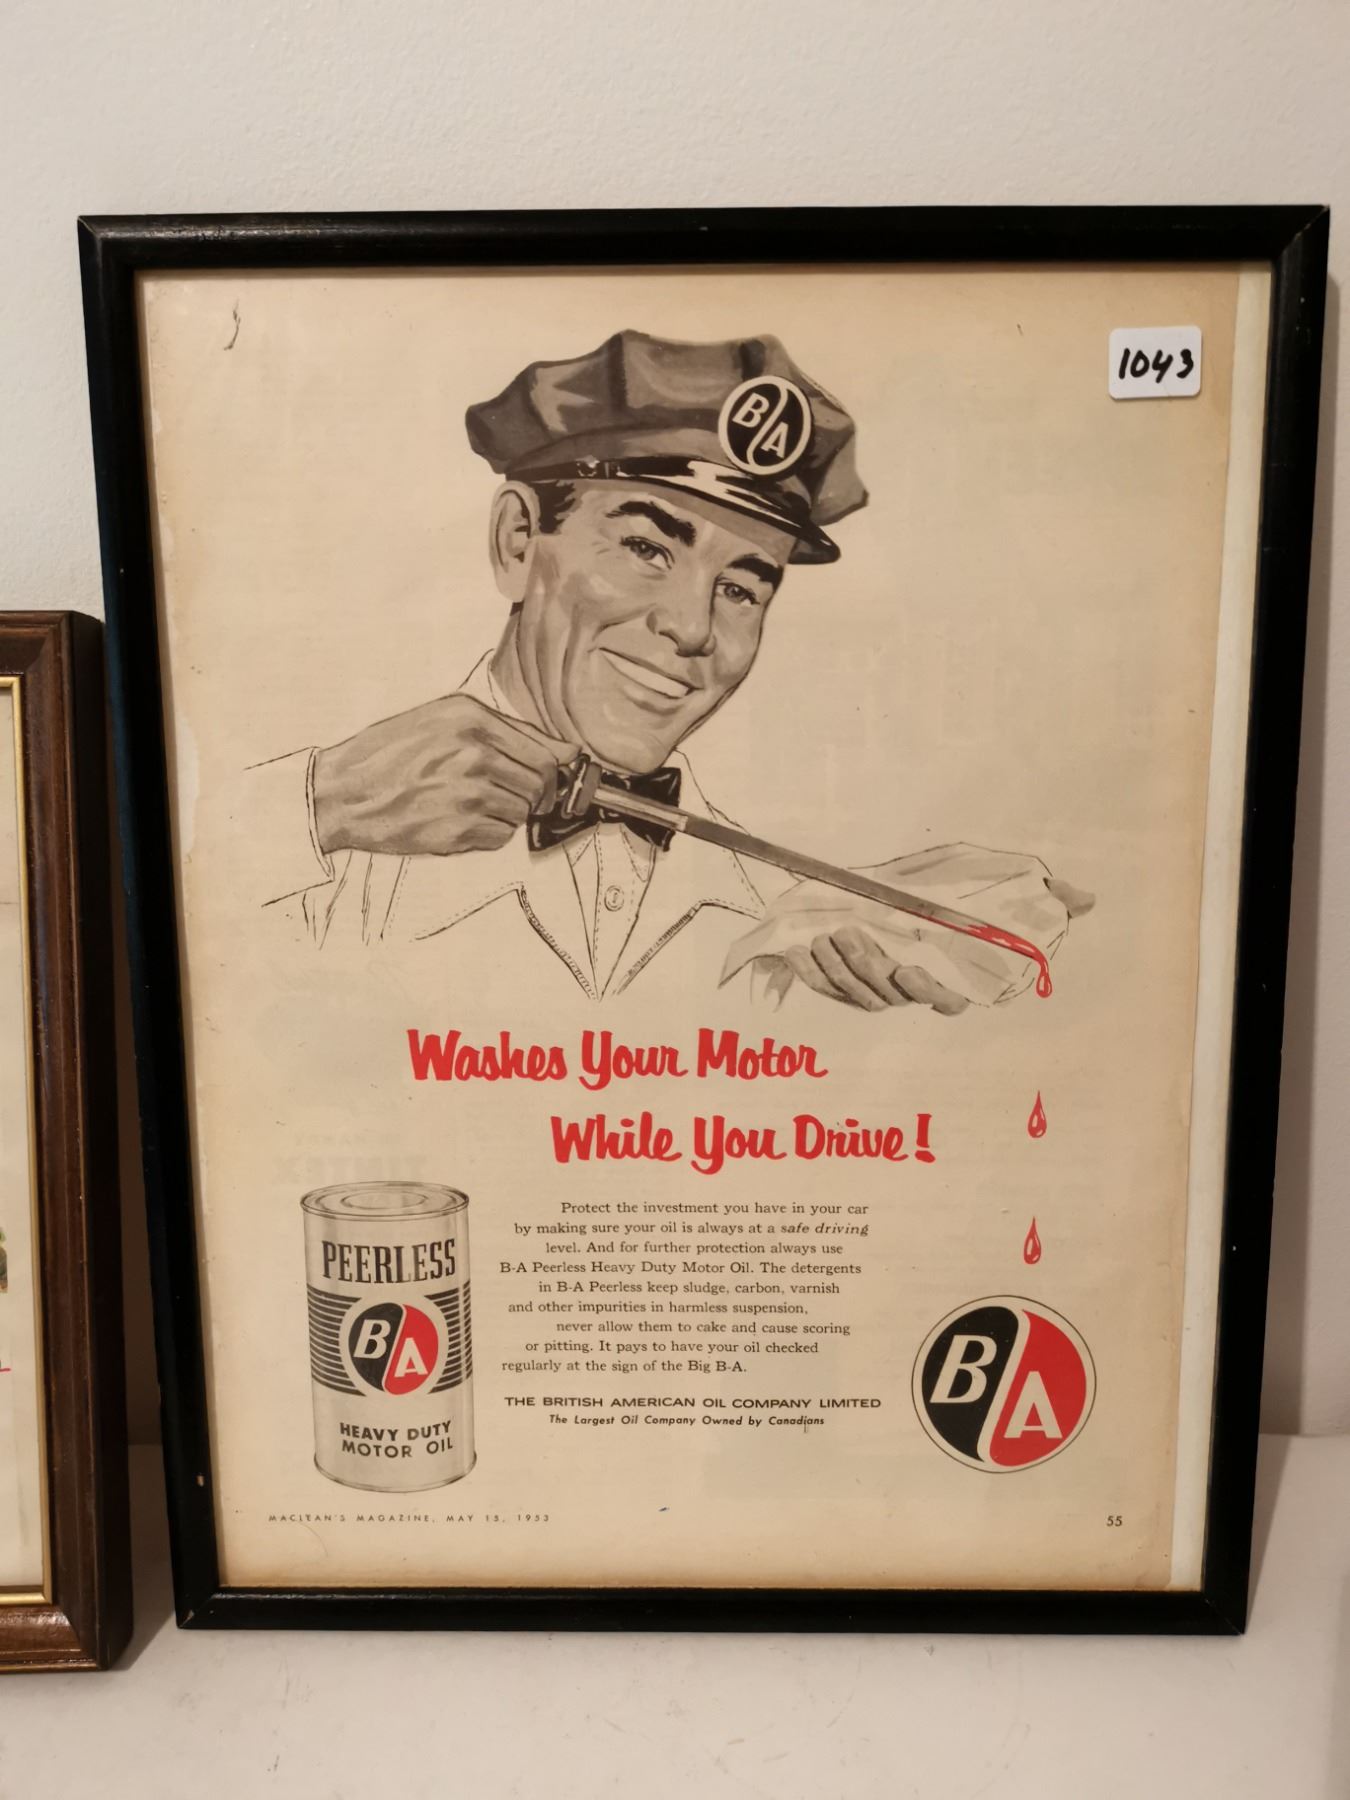 1043
B A
Washes Your Motor
While You Drive!
Protect the investment you have in your car
by making sure your oil is always at a safe driving
level. And for further protection always use
B-A Peerless Heavy Duty Motor Oil. The detergents
in B-A Peerless keep sludge, carbon, varnish
and other impurities in harmless suspension,
never allow them to cake and cause scoring
or pitting. It pays to have your oil checked
regularly at the sign of the Big B-A.
THE BRITISH AMERICAN OIL COMPANY LIMITED
The Largest Oil Company Owned by Canadians
PEERLESS
B A
HEAVY DUTY
MOTOR OIL
B A
MACLEAN'S MAGAZINE, MAY 15, 1953
55